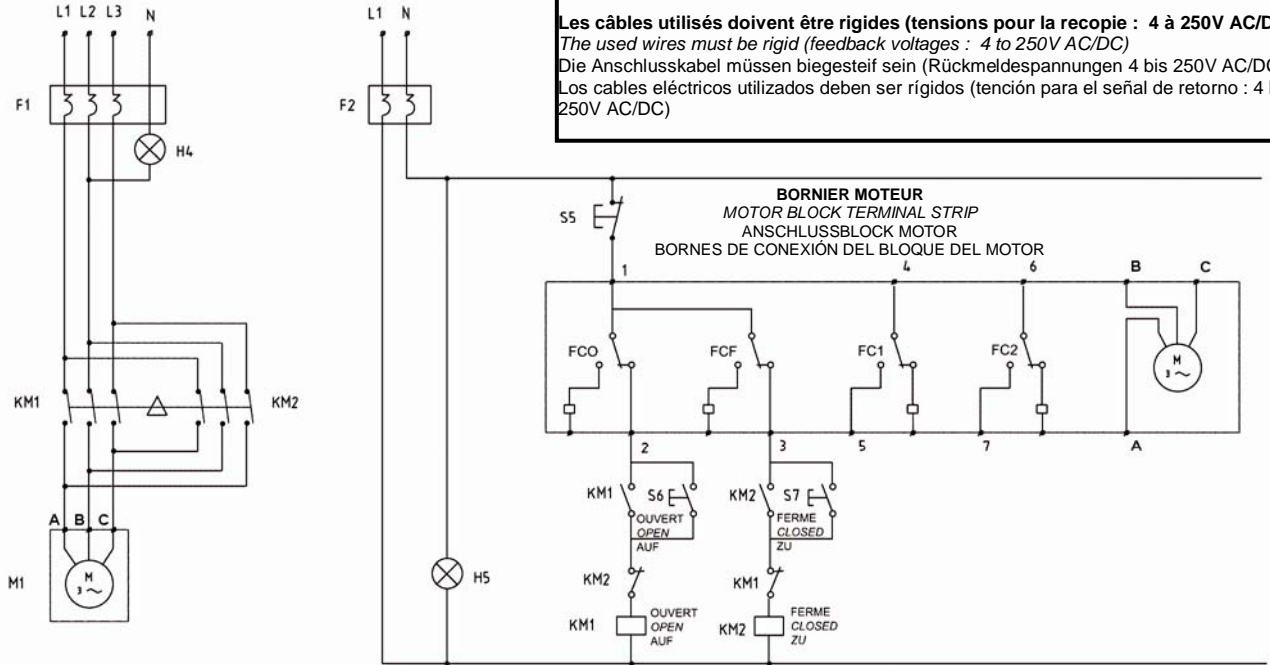 L1 L2 L3 N
L1 N
Les câbles utilisés doivent être rigides (tensions pour la recopie : 4 à 250V AC/D
The used wires must be rigid (feedback voltages : 4 to 250V AC/DC)
Die Anschlusskabel müssen biegesteif sein (Rückmeldespannungen 4 bis 250V AC/DC
Los cables eléctricos utilizados deben ser rígidos (tención para el señal de retorno : 4
250V AC/DC)
F1
F2
H4
S5
BORNIER MOTEUR
MOTOR BLOCK TERMINAL STRIP
ANSCHLUSSBLOCK MOTOR
BORNES DE CONEXIÓN DEL BLOQUE DEL MOTOR
1 4 6 B C
FCO FCF FC1 FC2
M
3 ~
KM1 KM2
2 3 5 7 A
KM1 S6 KM2 S7
OUVERT
OPEN
AUF
FERME
CLOSED
ZU
A B C
M1
M
3 ~
H5
KM2 KM1
KM1
OUVERT
OPEN
AUF
KM2
FERME
CLOSED
ZU